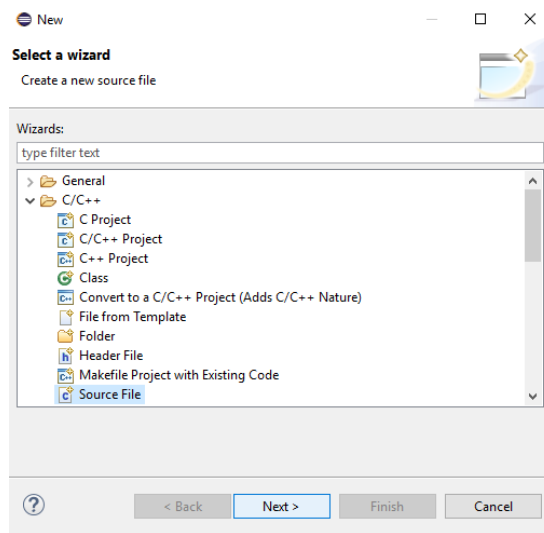 New
Select a wizard
Create a new source file
Wizards:
type filter text
General
C/C++
C Project
C/C++ Project
C++ Project
Class
Convert to a C/C++ Project (Adds C/C++ Nature)
File from Template
Folder
Header File
Makefile Project with Existing Code
Source File
< Back Next > Finish Cancel